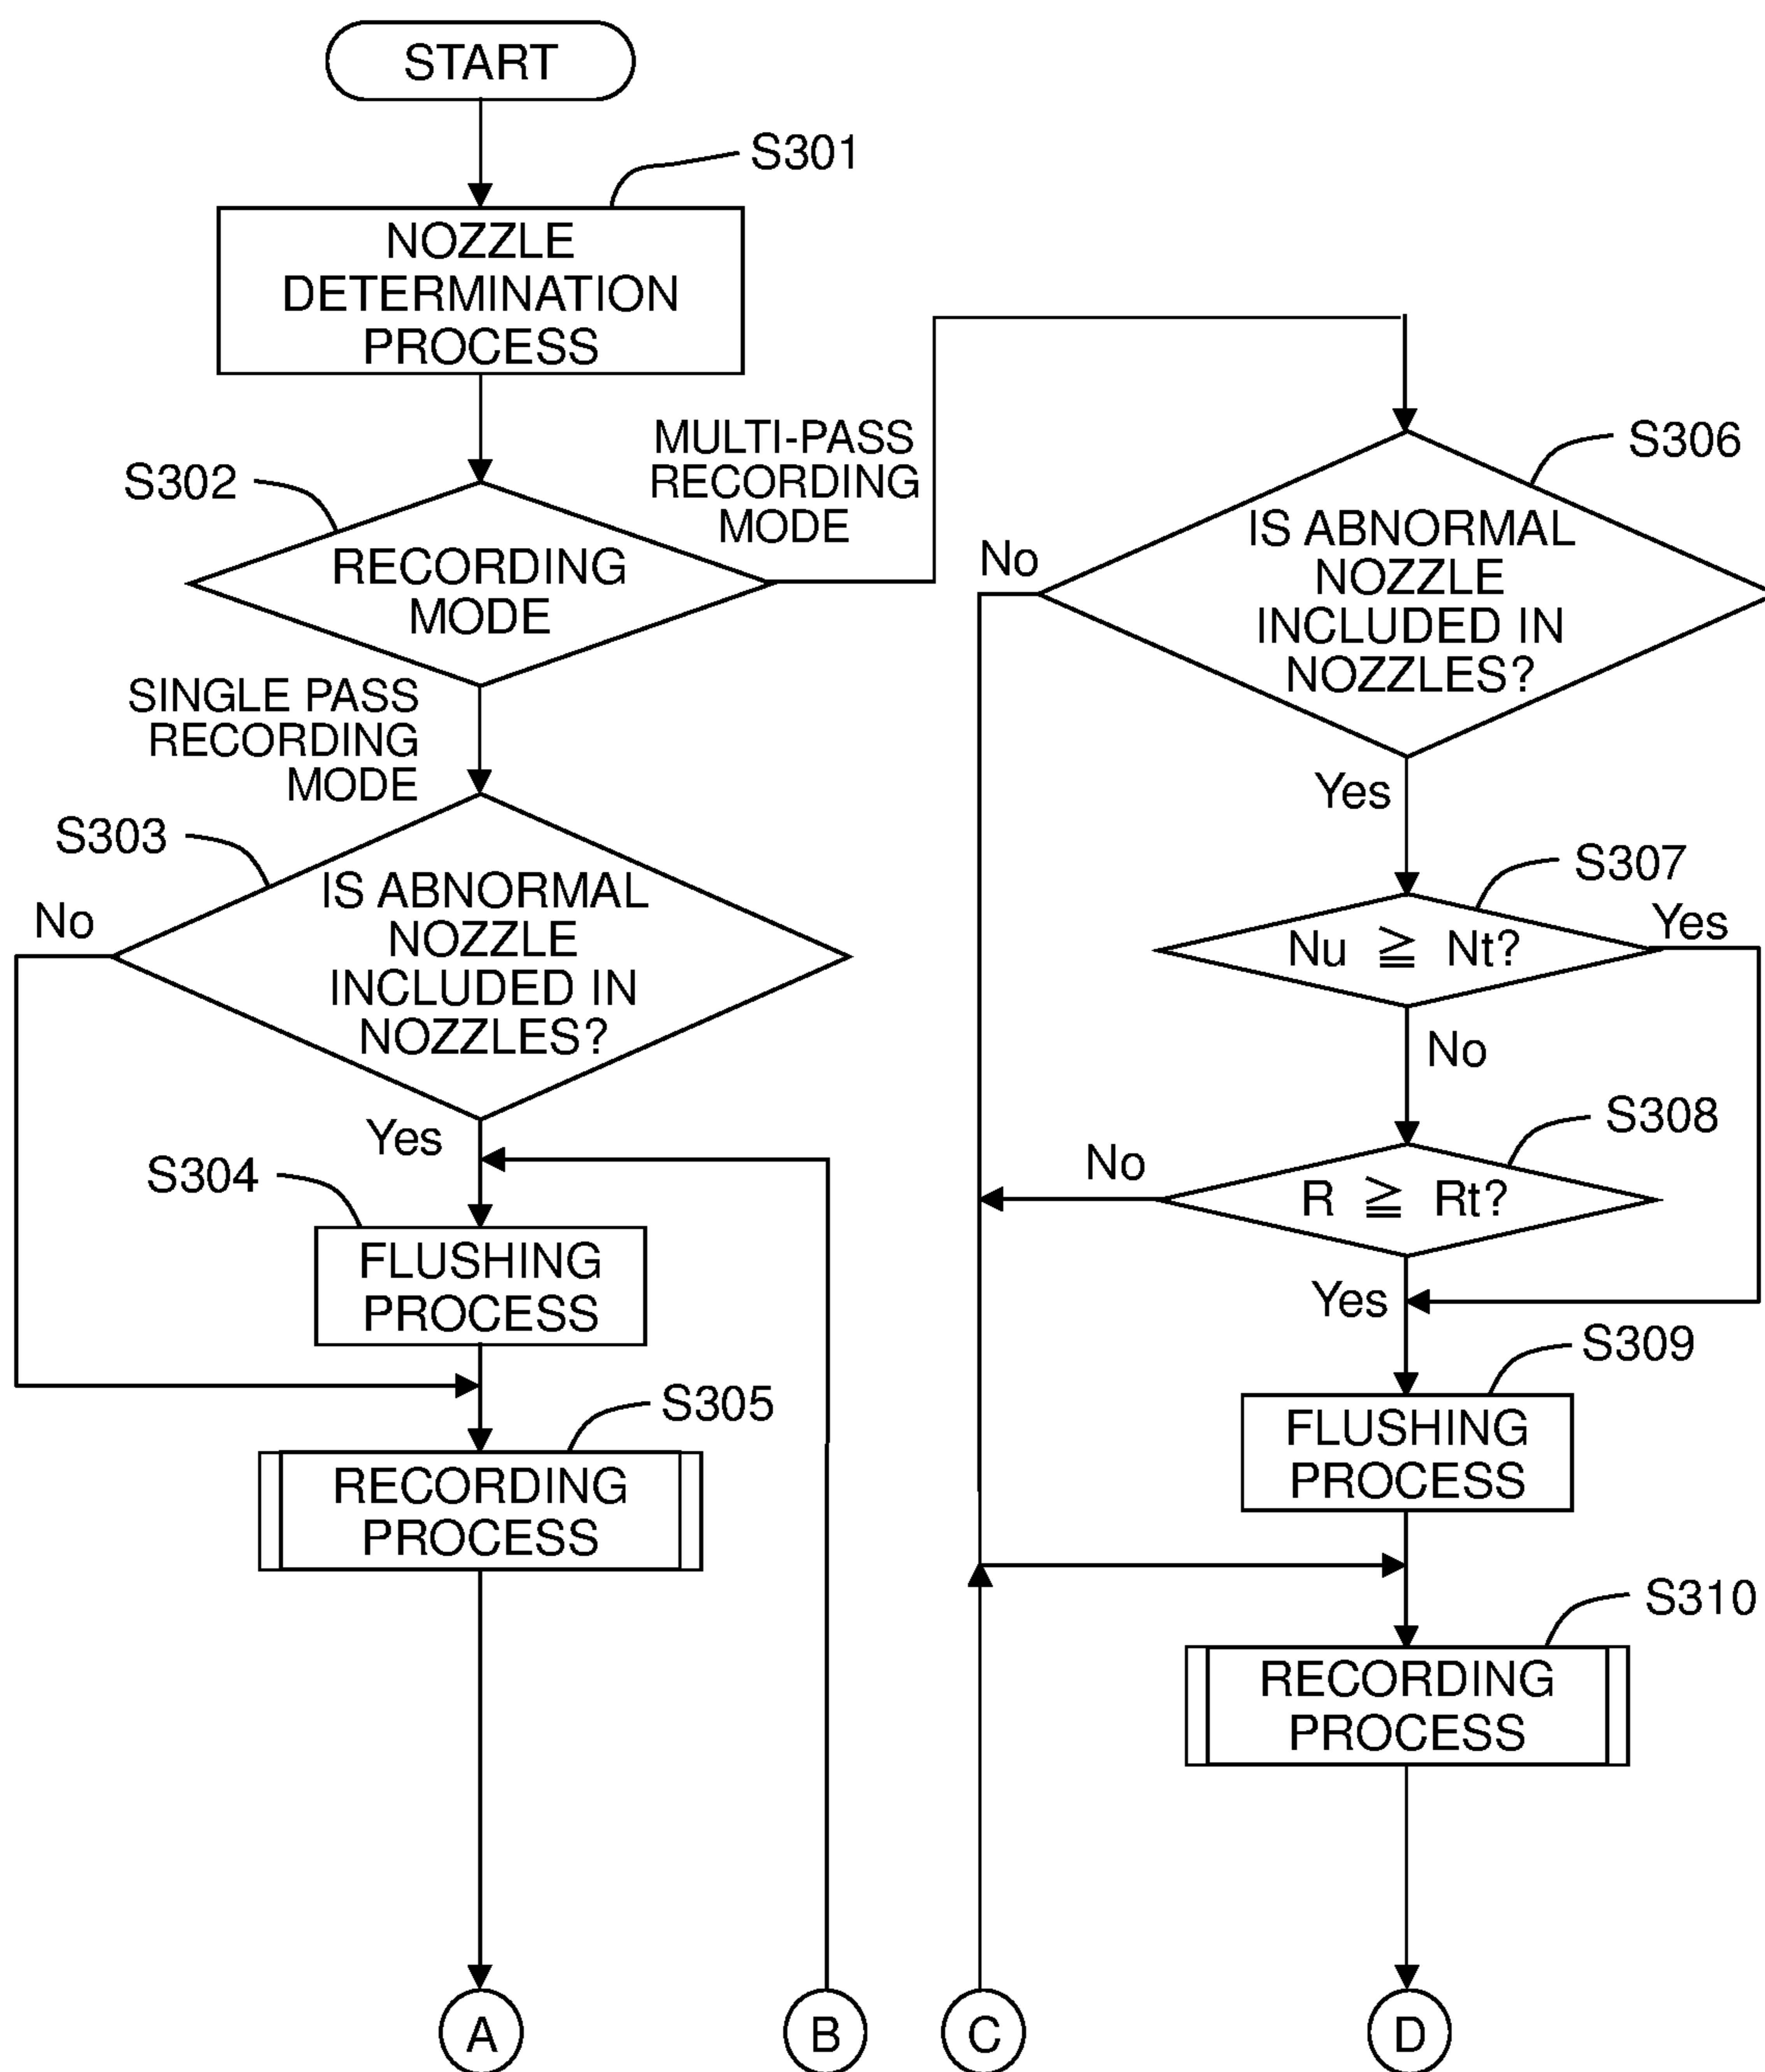 START
S301
NOZZLE
DETERMINATION
PROCESS
S302
RECORDING
MODE
MULTI-PASS
RECORDING
MODE
SINGLE PASS
RECORDING
MODE
S303
IS ABNORMAL
NOZZLE
INCLUDED IN
NOZZLES?
No
Yes
S304
FLUSHING
PROCESS
S305
RECORDING
PROCESS
A
B
S306
IS ABNORMAL
NOZZLE
INCLUDED IN
NOZZLES?
No
Yes
S307
Nu ≧ Nt?
Yes
No
S308
R ≧ Rt?
No
Yes
S309
FLUSHING
PROCESS
S310
RECORDING
PROCESS
C
D